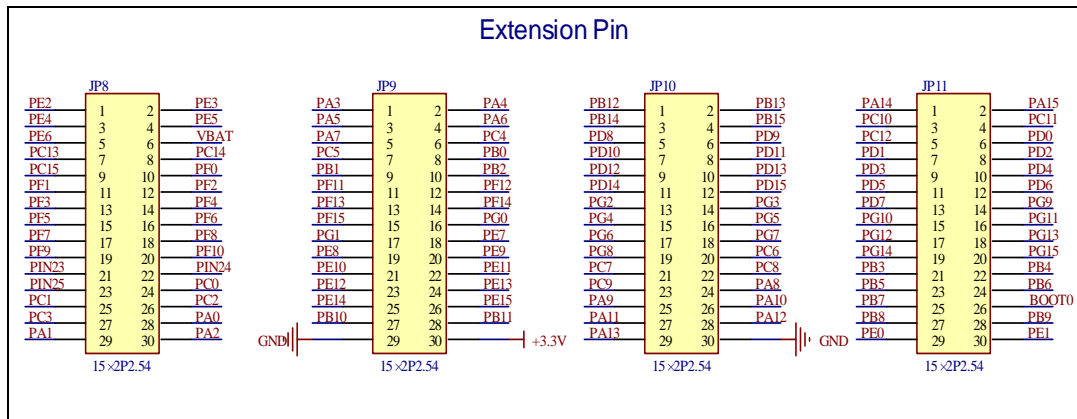 Extension Pin
JP8 JP9 JP10 JP11
PE2 1 2 PE3 PA3 1 2 PA4 PB12 1 2 PB13 PA14 1 2 PA15
PE4 3 4 PE5 PA5 3 4 PA6 PB14 3 4 PB15 PC10 3 4 PC11
PE6 5 6 VBAT PA7 5 6 PC4 PD8 5 6 PD9 PC12 5 6 PD0
PC13 7 8 PC14 PC5 7 8 PB0 PD10 7 8 PD11 PD1 7 8 PD2
PC15 9 10 PF0 PB1 9 10 PB2 PD12 9 10 PD13 PD3 9 10 PD4
PF1 11 12 PF2 PF11 11 12 PF12 PD14 11 12 PD15 PD5 11 12 PD6
PF3 13 14 PF4 PF13 13 14 PF14 PG2 13 14 PG3 PD7 13 14 PG9
PF5 15 16 PF6 PF15 15 16 PG0 PG4 15 16 PG5 PG10 15 16 PG11
PF7 17 18 PF8 PG1 17 18 PE7 PG6 17 18 PG7 PG12 17 18 PG13
PF9 19 20 PF10 PE8 19 20 PE9 PG8 19 20 PC6 PG14 19 20 PG15
PIN23 21 22 PIN24 PE10 21 22 PE11 PC7 21 22 PC8 PB3 21 22 PB4
PIN25 23 24 PC0 PE12 23 24 PE13 PC9 23 24 PA8 PB5 23 24 PB6
PC1 25 26 PC2 PE14 25 26 PE15 PA9 25 26 PA10 PB7 25 26 BOOT0
PC3 27 28 PA0 PB10 27 28 PB11 PA11 27 28 PA12 PB8 27 28 PB9
PA1 29 30 PA2 GND 29 30 +3.3V PA13 29 30 GND PE0 29 30 PE1
15×2P2.54 15×2P2.54 15×2P2.54 15×2P2.54